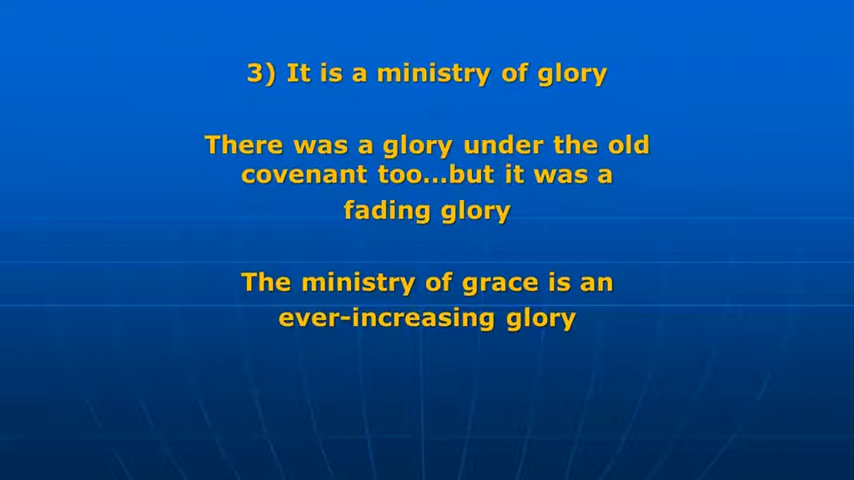 3) It is a ministry of glory
There was a glory under the old
covenant too...but it was a
fading glory
The ministry of grace is an
ever-increasing glory